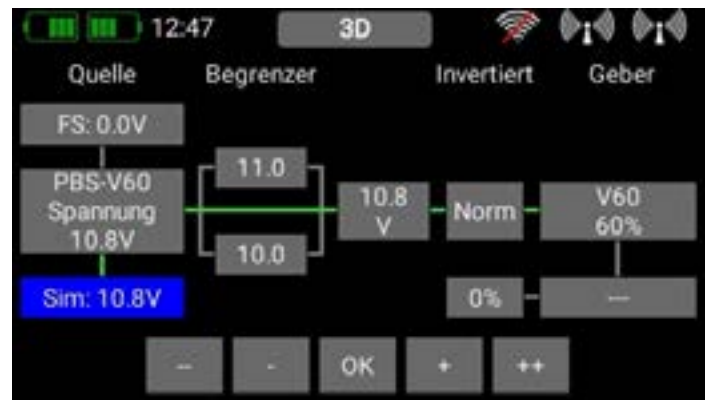 12:47 3D
Quelle Begrenzer Invertiert Geber
FS: 0.0V
PBS-V60
Spannung
10.8V
11.0
10.0
10.8
V
Norm
V60
60%
Sim: 10.8V
0% ---
-- - OK + ++